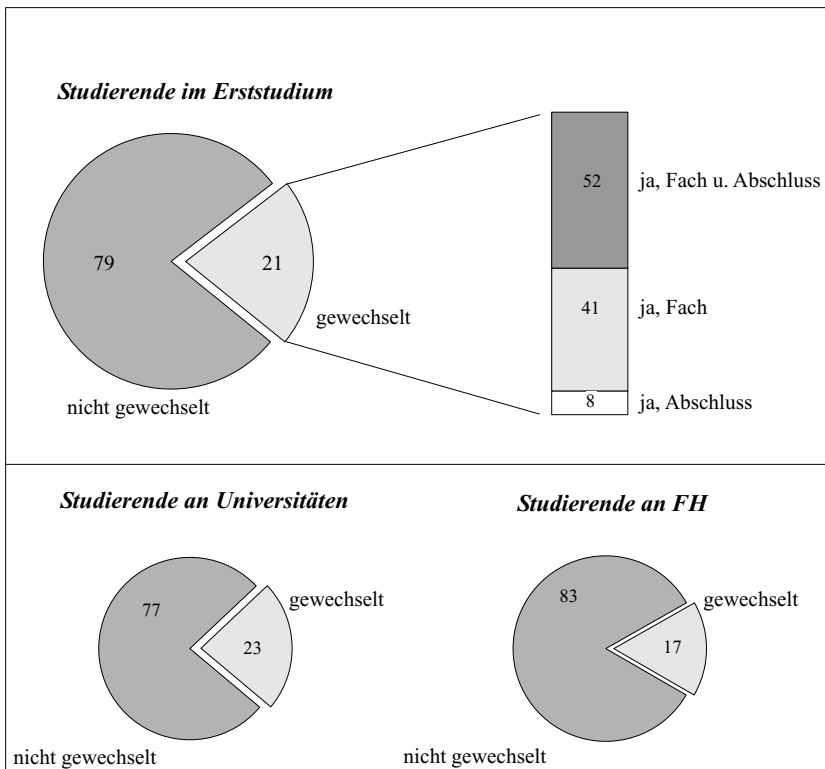 Studierende im Erststudium
52
ja, Fach u. Abschluss
79
21
41
ja, Fach
gewechselt
nicht gewechselt
8
ja, Abschluss
Studierende an Universitäten
Studierende an FH
77
gewechselt
23
nicht gewechselt
83
gewechselt
17
nicht gewechselt